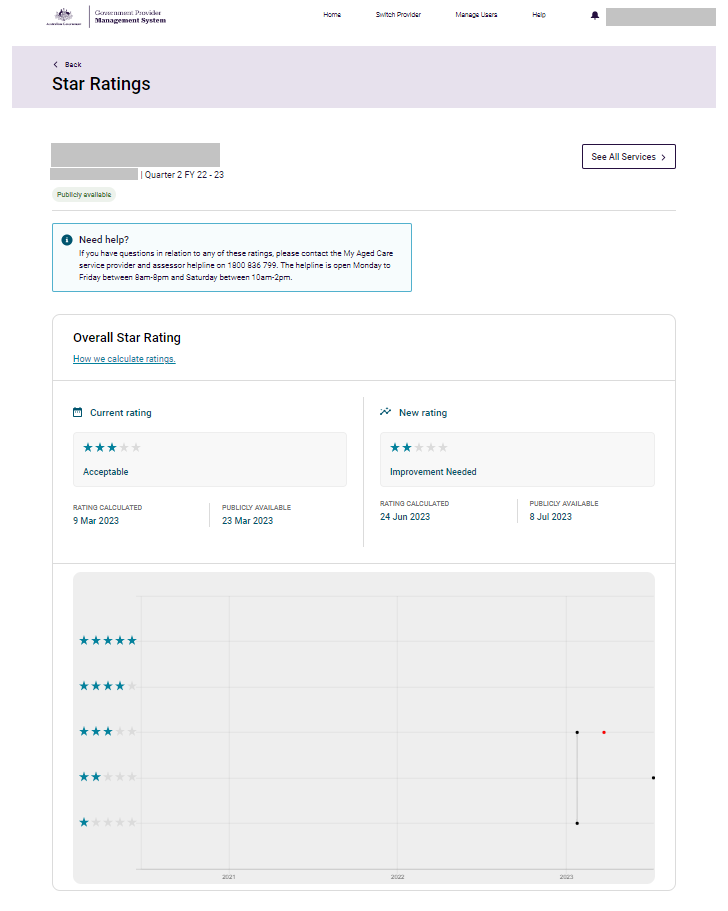 Government Provider
Management System
Home
Switch Provider
Manage Users
Help
Back
Star Ratings
| Quarter 2 FY 22 - 23
See All Services
Publicly available
Need help?
If you have questions in relation to any of these ratings, please contact the My Aged Care
service provider and assessor helpline on 1800 836 799. The helpline is open Monday to
Friday between 8am-8pm and Saturday between 10am-2pm.
Overall Star Rating
How we calculate ratings.
Current rating
Acceptable
RATING CALCULATED
9 Mar 2023
PUBLICLY AVAILABLE
23 Mar 2023
New rating
Improvement Needed
RATING CALCULATED
24 Jun 2023
PUBLICLY AVAILABLE
8 Jul 2023
2021
2022
2023